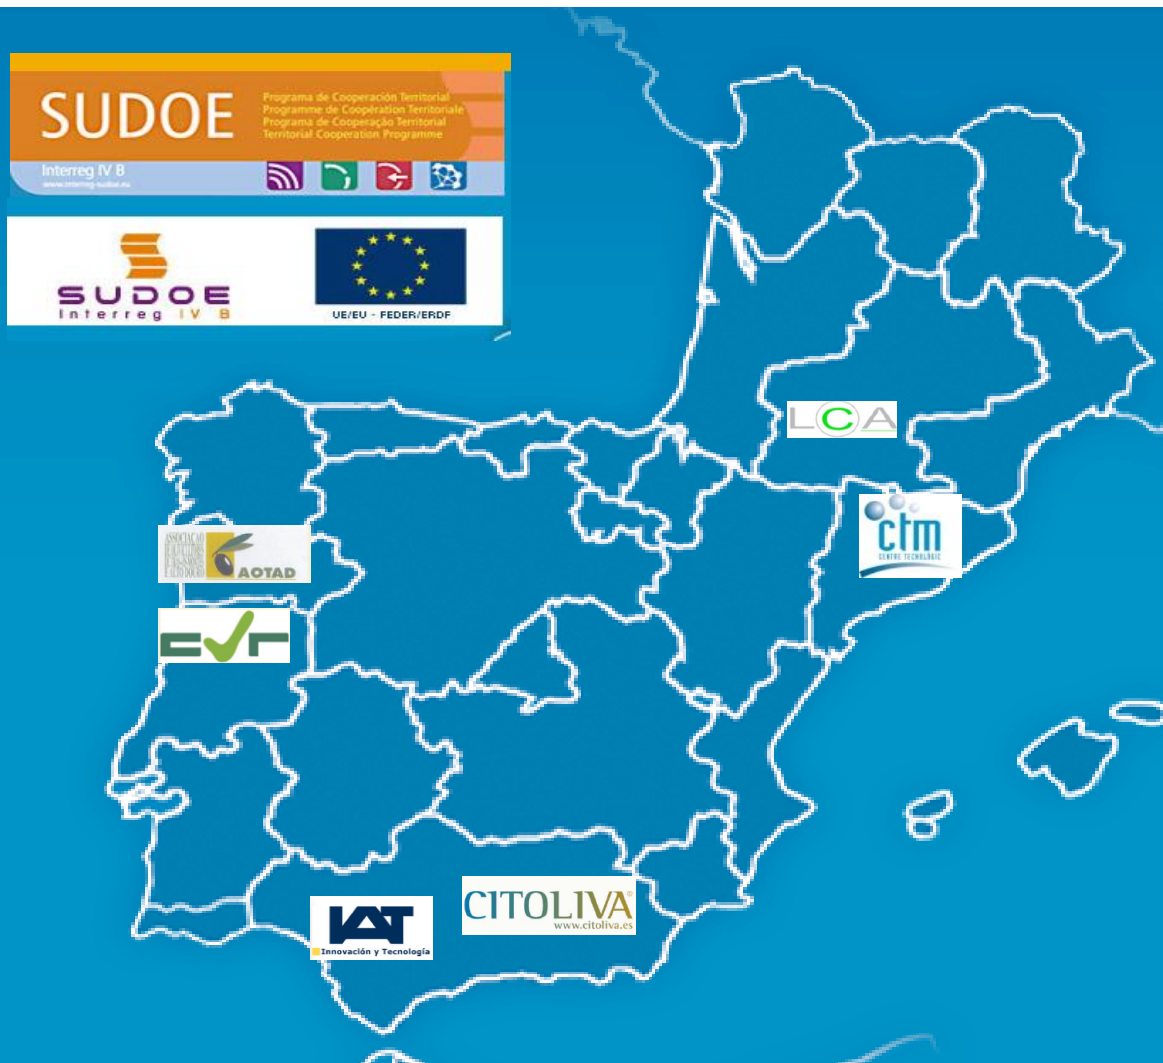 SUDOE
Programa de Cooperación Territorial
Programme de Coopération Territoriale
Programa de Cooperação Territorial
Territorial Cooperation Programme
Interreg IV B
www.interreg-sudoe.eu
SUDOE
Interreg IV B
UE/EU - FEDER/ERDF
LCA
ctm
CENTRE TECNOLÒGIC
ASSOCIAÇÃO
AOTAD
CVR
IAT
Innovación y Tecnología
CITOLIVA
www.citoliva.es